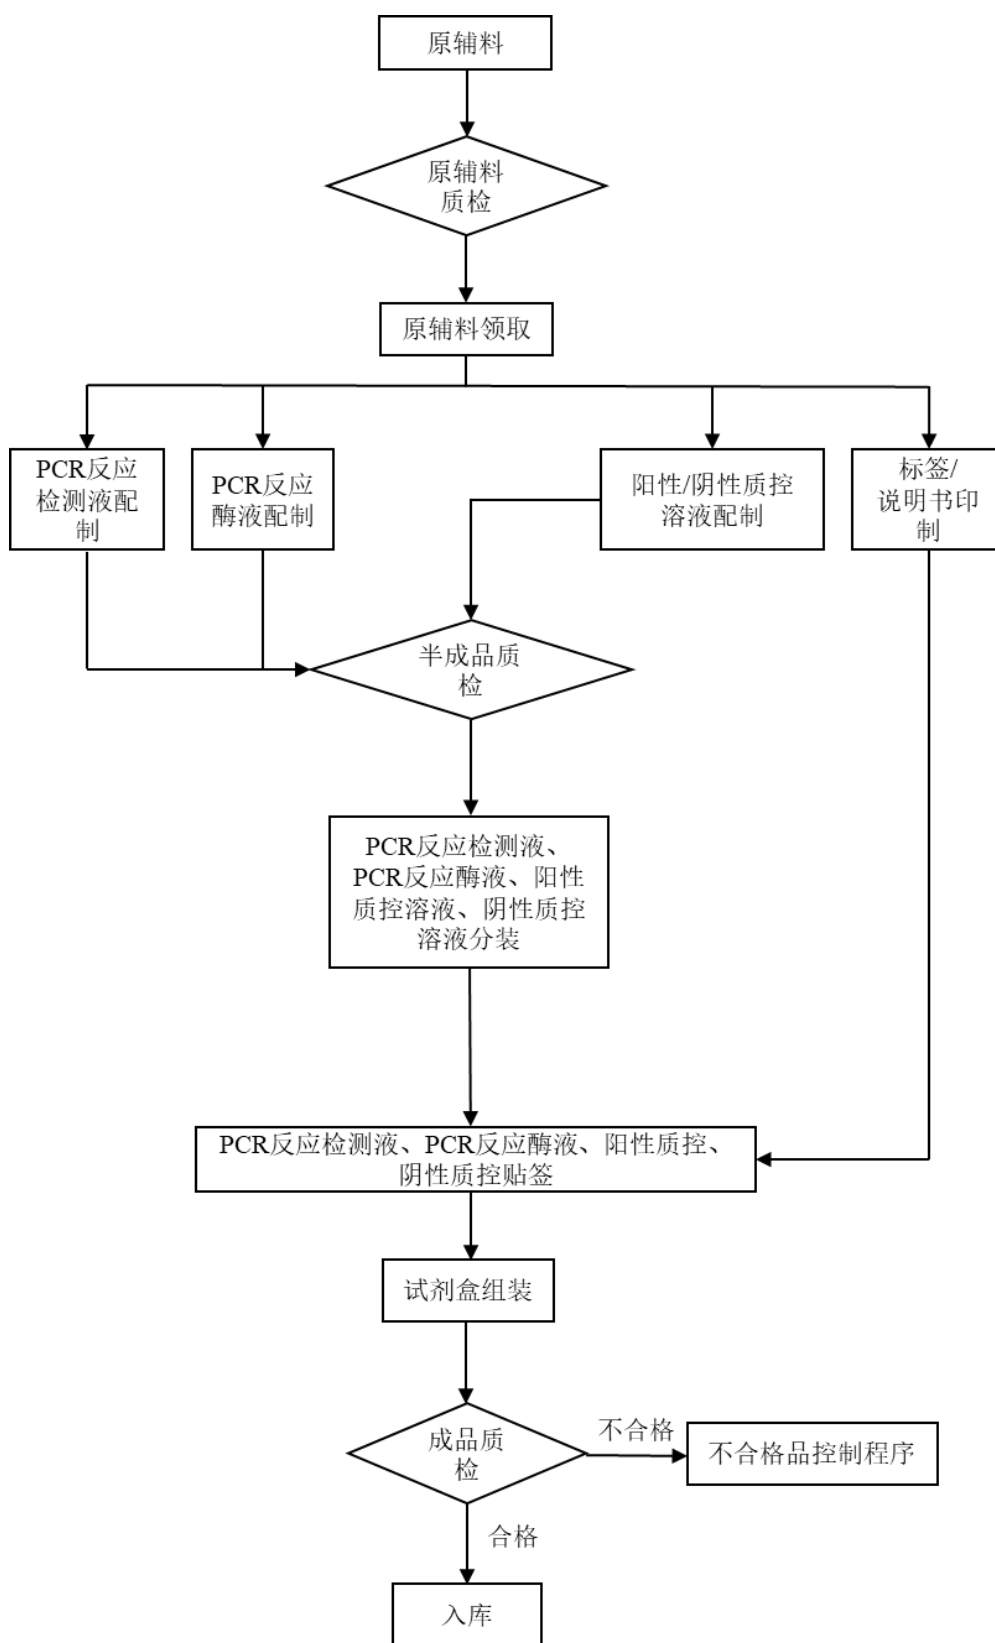 原辅料
原辅料
质检
原辅料领取
PCR反应
检测液配
制
PCR反应
酶液配制
阳性/阴性质控
溶液配制
标签/
说明书印
制
半成品质
检
PCR反应检测液、
PCR反应酶液、阳性
质控溶液、阴性质控
溶液分装
PCR反应检测液、PCR反应酶液、阳性质控、
阴性质控贴签
试剂盒组装
成品质
检
不合格
不合格品控制程序
合格
入库